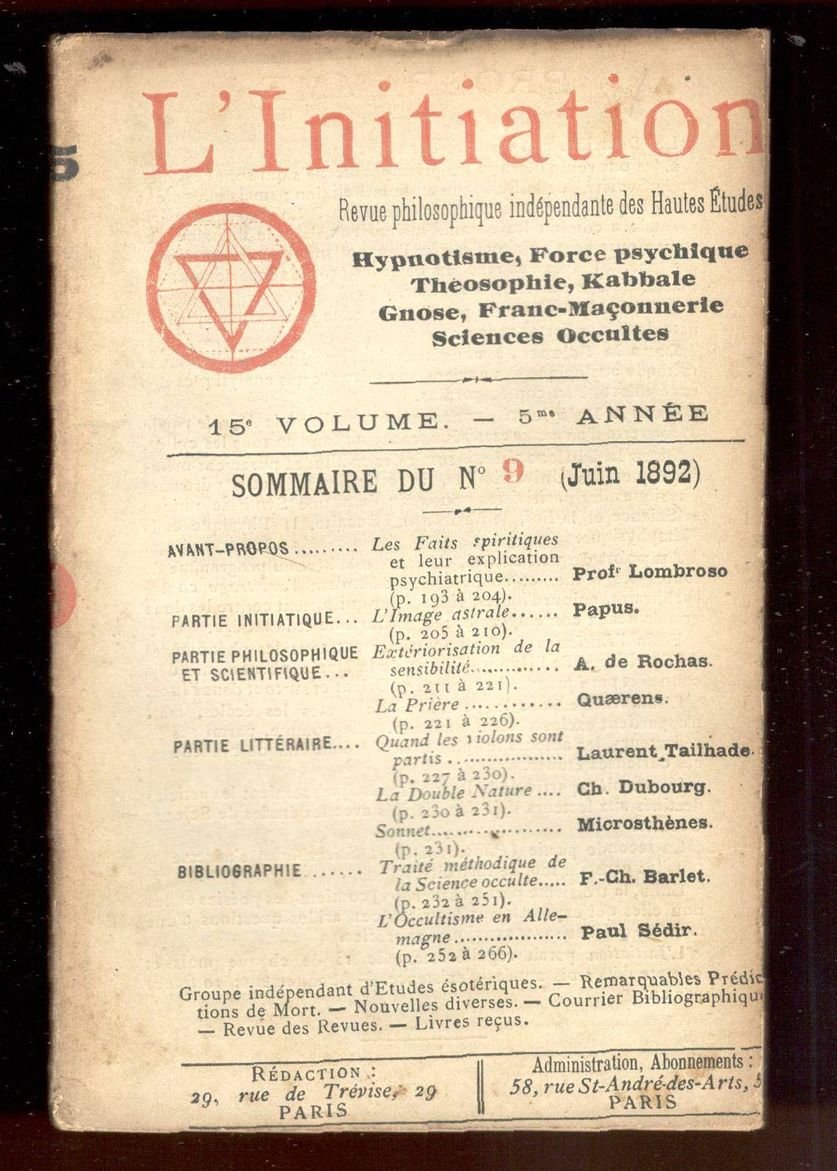 5
L'Initiation
Revue philosophique indépendante des Hautes Études
Hypnotisme, Force psychique
Théosophie, Kabbale
Gnose, Franc-Maçonnerie
Sciences Occultes
15e VOLUME. — 5me ANNÉE
SOMMAIRE DU No 9 (Juin 1892)
AVANT-PROPOS ......... Les Faits spiritiques
et leur explication
psychiatrique......... Profr Lombroso
(p. 193 à 204).
PARTIE INITIATIQUE... L'Image astrale...... Papus.
(p. 205 à 210).
PARTIE PHILOSOPHIQUE Extériorisation de la
ET SCIENTIFIQUE... sensibilité............. A. de Rochas.
(p. 211 à 221).
La Prière ............ Quærens.
(p. 221 à 226).
PARTIE LITTÉRAIRE.... Quand les violons sont
partis .................. Laurent Tailhade.
(p. 227 à 230).
La Double Nature .... Ch. Dubourg.
(p. 230 à 231).
Sonnet.................. Microsthènes.
(p. 231).
BIBLIOGRAPHIE ....... Traité méthodique de
la Science occulte..... F.-Ch. Barlet.
(p. 232 à 251).
L'Occultisme en Alle-
magne .................. Paul Sédir.
(p. 252 à 266).
Groupe indépendant d'Etudes ésotériques. — Remarquables Prédic
tions de Mort. — Nouvelles diverses. — Courrier Bibliographiqu
— Revue des Revues. — Livres reçus.
RÉDACTION :
29, rue de Trévise, 29
PARIS
Administration, Abonnements :
58, rue St-André-des-Arts, 5
PARIS